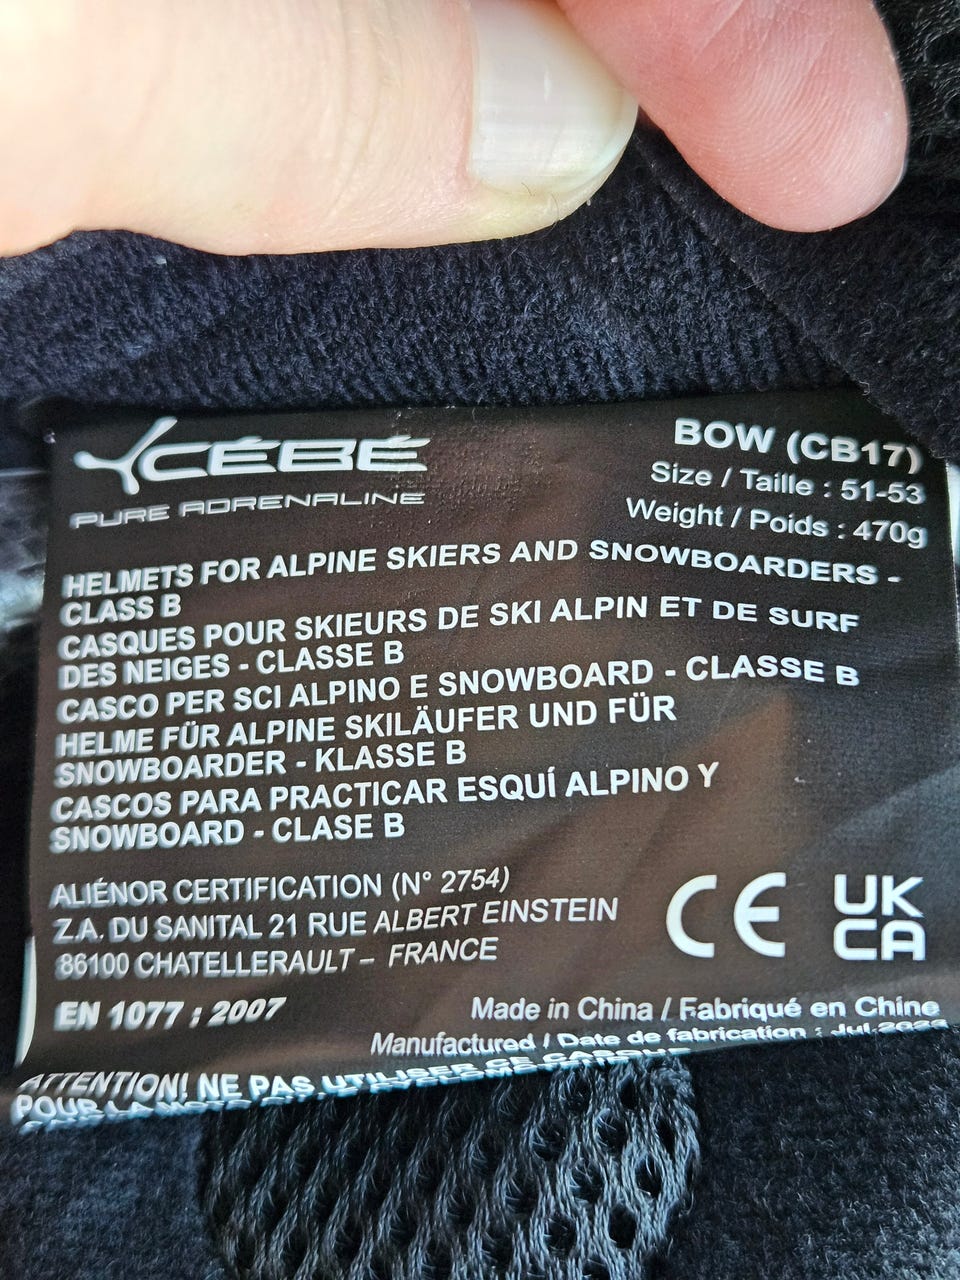 CÉBÉ
PURE ADRENALINE
BOW (CB17)
Size / Taille : 51-53
Weight / Poids : 470g
HELMETS FOR ALPINE SKIERS AND SNOWBOARDERS -
CLASS B
CASQUES POUR SKIEURS DE SKI ALPIN ET DE SURF
DES NEIGES - CLASSE B
CASCO PER SCI ALPINO E SNOWBOARD - CLASSE B
HELME FÜR ALPINE SKILÄUFER UND FÜR
SNOWBOARDER - KLASSE B
CASCOS PARA PRACTICAR ESQUÍ ALPINO Y
SNOWBOARD - CLASE B
ALIÉNOR CERTIFICATION (N° 2754)
Z.A. DU SANITAL 21 RUE ALBERT EINSTEIN
86100 CHATELLERAULT - FRANCE
CE
UK
CA
EN 1077 : 2007
Made in China / Fabriqué en Chine
Manufactured / Date de fabrication :
ATTENTION! NE PAS UTILISER CE CASQUE
POUR LA